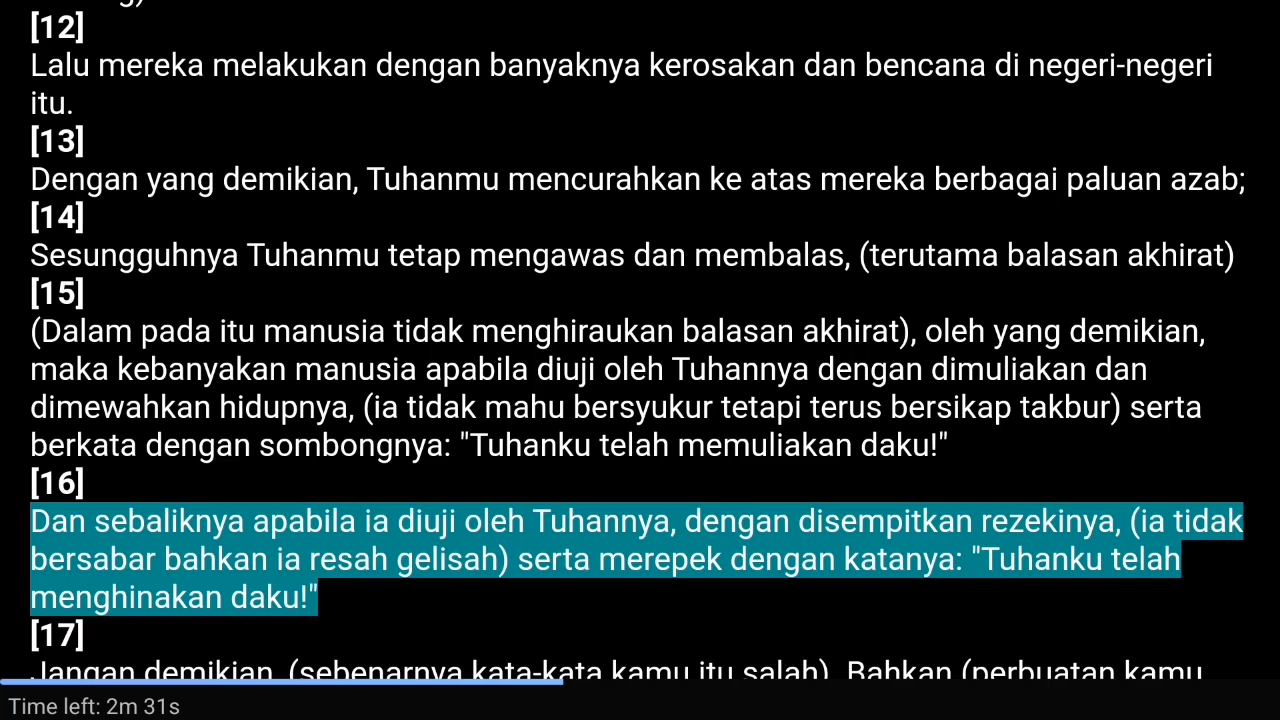 [12]
Lalu mereka melakukan dengan banyaknya kerosakan dan bencana di negeri-negeri
itu.
[13]
Dengan yang demikian, Tuhanmu mencurahkan ke atas mereka berbagai paluan azab;
[14]
Sesungguhnya Tuhanmu tetap mengawas dan membalas, (terutama balasan akhirat)
[15]
(Dalam pada itu manusia tidak menghiraukan balasan akhirat), oleh yang demikian,
maka kebanyakan manusia apabila diuji oleh Tuhannya dengan dimuliakan dan
dimewahkan hidupnya, (ia tidak mahu bersyukur tetapi terus bersikap takbur) serta
berkata dengan sombongnya: "Tuhanku telah memuliakan daku!"
[16]
Dan sebaliknya apabila ia diuji oleh Tuhannya, dengan disempitkan rezekinya, (ia tidak
bersabar bahkan ia resah gelisah) serta merepek dengan katanya: "Tuhanku telah
menghinakan daku!"
[17]
Jangan demikian, (sebenarnya kata-kata kamu itu salah). Bahkan (perbuatan kamu
Time left: 2m 31s